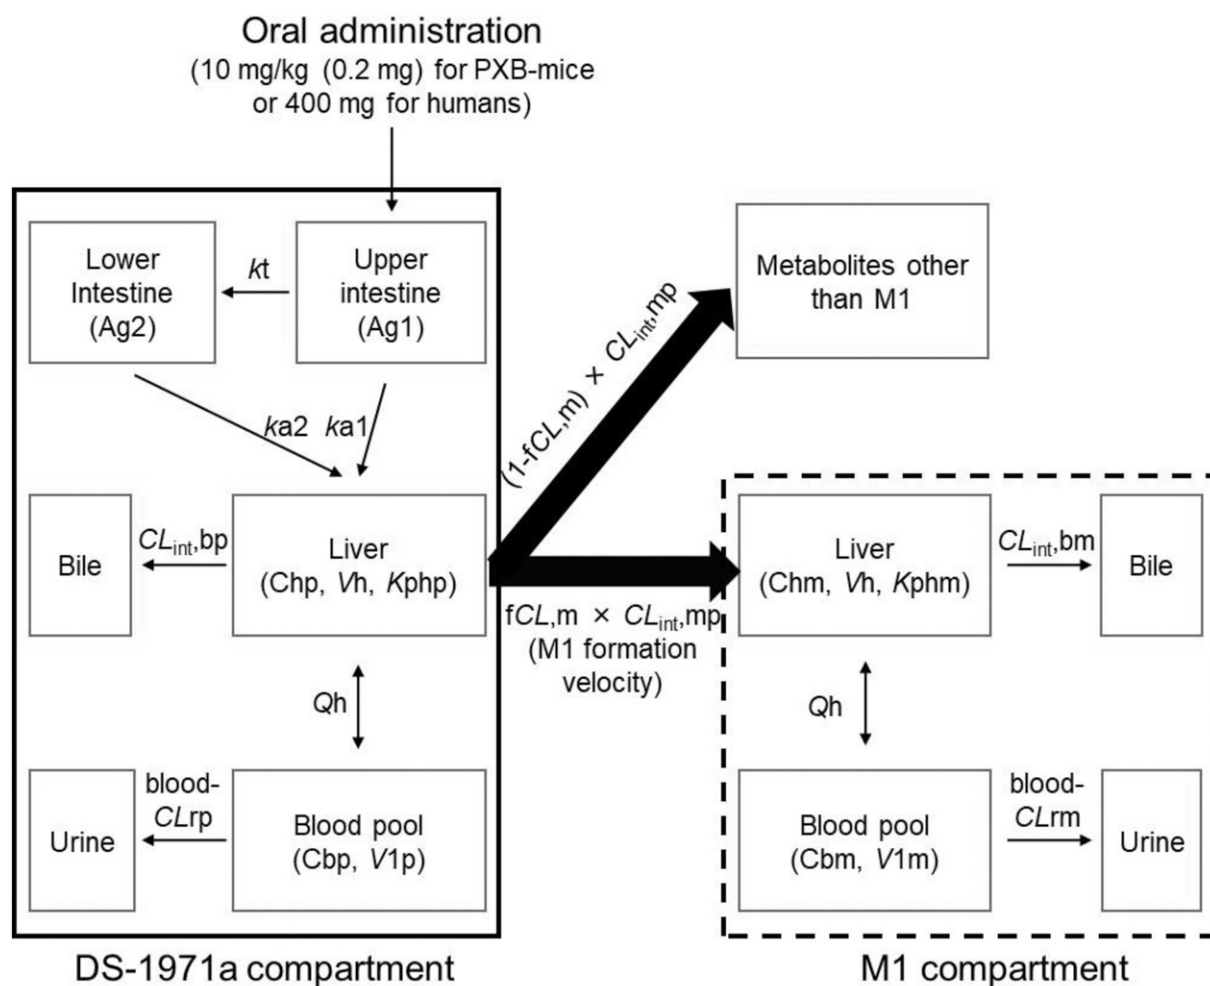 Oral administration
(10 mg/kg (0.2 mg) for PXB-mice
or 400 mg for humans)
Lower
Intestine
(Ag2)
kt
Upper
intestine
(Ag1)
Metabolites other
than M1
ka2 ka1
(1-fCL,m) × CLint,mp
Bile
CLint,bp
Liver
(Chp, Vh, Kphp)
fCL,m × CLint,mp
(M1 formation
velocity)
Liver
(Chm, Vh, Kphm)
CLint,bm
Bile
Qh
Qh
Urine
blood-
CLrp
Blood pool
(Cbp, V1p)
Blood pool
(Cbm, V1m)
blood-
CLrm
Urine
DS-1971a compartment
M1 compartment